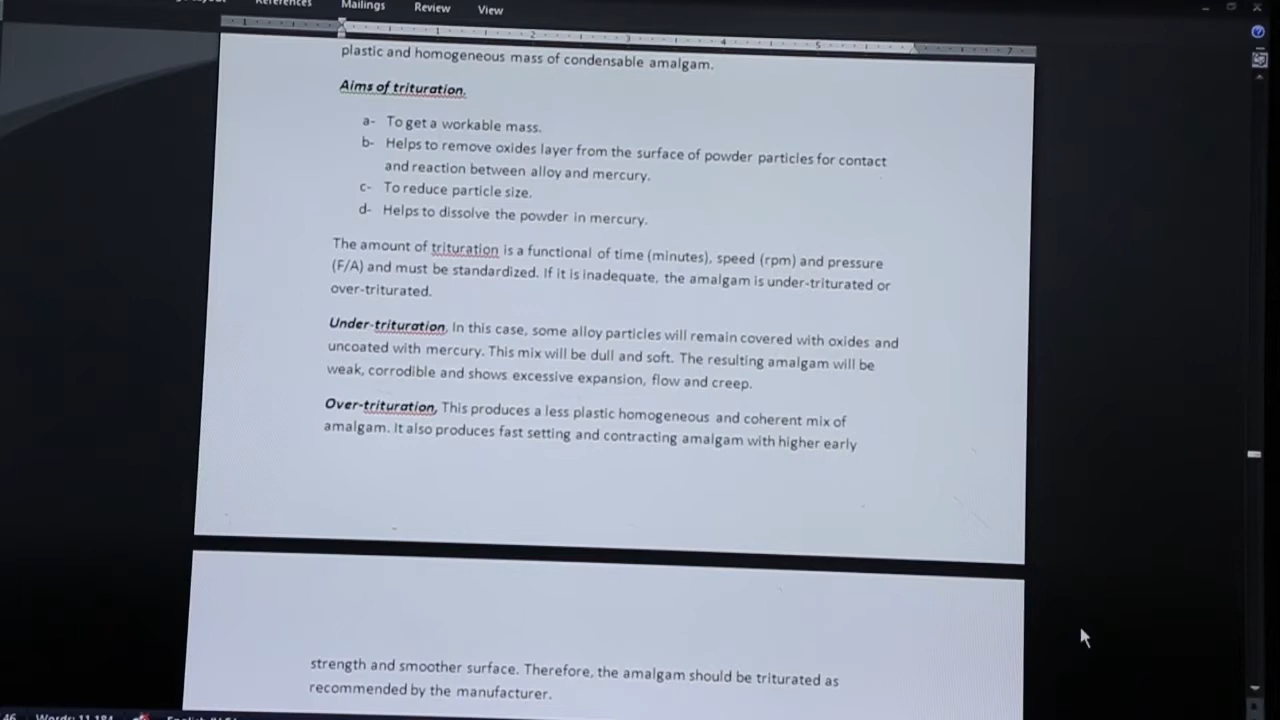 Mailings Review View
plastic and homogeneous mass of condensable amalgam.
Aims of trituration.
a- To get a workable mass.
b- Helps to remove oxides layer from the surface of powder particles for contact
and reaction between alloy and mercury.
c- To reduce particle size.
d- Helps to dissolve the powder in mercury.
The amount of trituration is a functional of time (minutes), speed (rpm) and pressure
(F/A) and must be standardized. If it is inadequate, the amalgam is under-triturated or
over-triturated.
Under-trituration, In this case, some alloy particles will remain covered with oxides and
uncoated with mercury. This mix will be dull and soft. The resulting amalgam will be
weak, corrodible and shows excessive expansion, flow and creep.
Over-trituration, This produces a less plastic homogeneous and coherent mix of
amalgam. It also produces fast setting and contracting amalgam with higher early
strength and smoother surface. Therefore, the amalgam should be triturated as
recommended by the manufacturer.